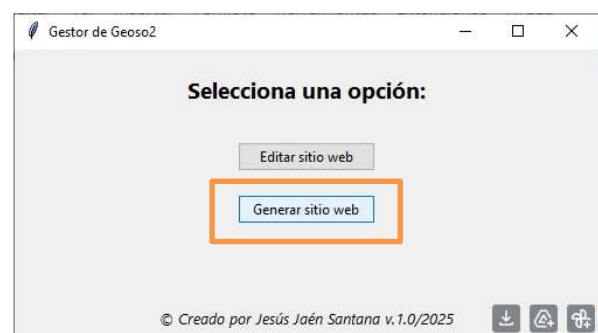 Gestor de Geoso2
Selecciona una opción:
Editar sitio web
Generar sitio web
© Creado por Jesús Jaén Santana v.1.0/2025